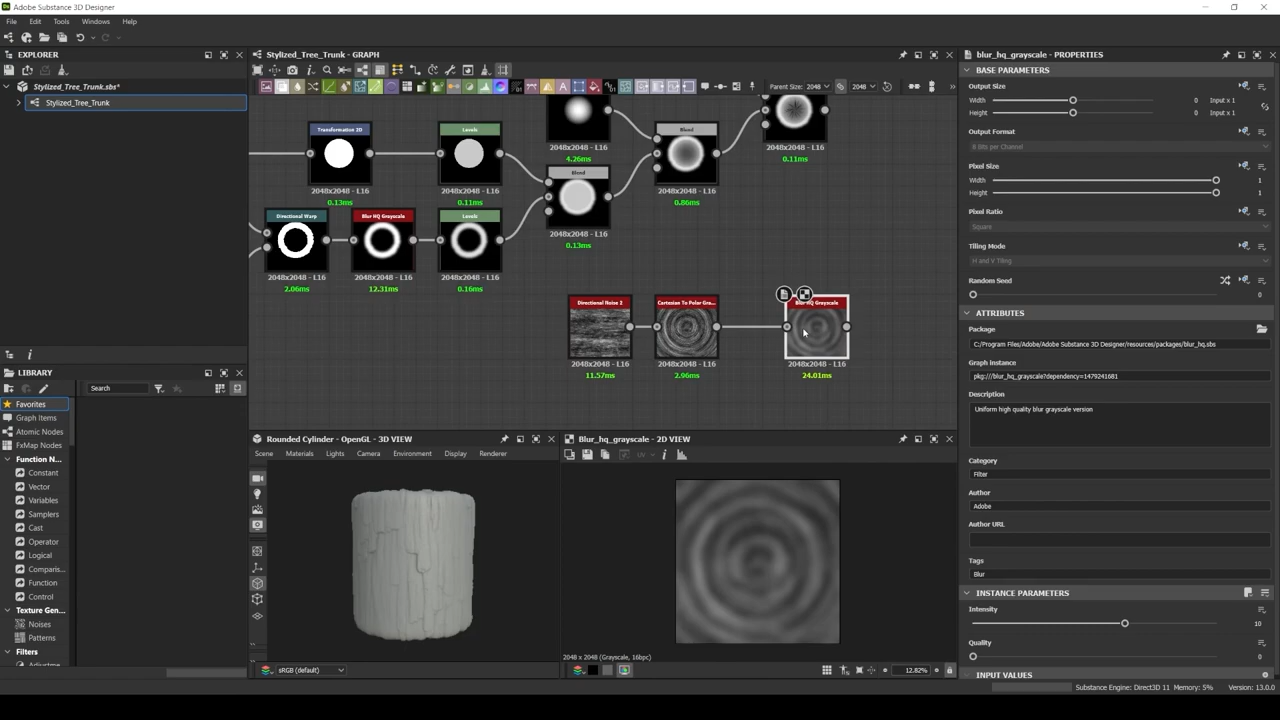 Adobe Substance 3D Designer
File Edit Tools Windows Help
EXPLORER
Stylized_Tree_Trunk.sbs*
Stylized_Tree_Trunk
LIBRARY
Search
Favorites
Graph Items
Atomic Nodes
FxMap Nodes
Function N...
Constant
Vector
Variables
Samplers
Cast
Operator
Logical
Comparis...
Function
Control
Texture Gen...
Noises
Patterns
Filters
Stylized_Tree_Trunk - GRAPH
Parent Size: 2048 2048
2048x2048 - L16
4.26ms
Blend
2048x2048 - L16
0.86ms
2048x2048 - L16
0.11ms
Transformation 2D
2048x2048 - L16
0.13ms
Levels
2048x2048 - L16
0.11ms
Blend
2048x2048 - L16
0.13ms
Directional Warp
2048x2048 - L16
2.06ms
Blur HQ Grayscale
2048x2048 - L16
12.31ms
Levels
2048x2048 - L16
0.16ms
Directional Noise 2
2048x2048 - L16
11.57ms
Cartesian To Polar Gra...
2048x2048 - L16
2.96ms
Blur HQ Grayscale
2048x2048 - L16
24.01ms
Rounded Cylinder - OpenGL - 3D VIEW
Scene Materials Lights Camera Environment Display Renderer
sRGB (default)
Blur_hq_grayscale - 2D VIEW
UV
2048 x 2048 (Grayscale, 16bpc)
12.82%
blur_hq_grayscale - PROPERTIES
BASE PARAMETERS
Output Size
Width 0 Input x 1
Height 0 Input x 1
Output Format
8 Bits per Channel
Pixel Size
Width 1
Height 1
Pixel Ratio
Square
Tiling Mode
H and V Tiling
Random Seed
0
ATTRIBUTES
Package
C:/Program Files/Adobe/Adobe Substance 3D Designer/resources/packages/blur_hq.sbs
Graph instance
pkg:///blur_hq_grayscale?dependency=1479241681
Description
Uniform high quality blur grayscale version
Category
Filter
Author
Adobe
Author URL
Tags
Blur
INSTANCE PARAMETERS
Intensity
10
Quality
0
INPUT VALUES
Substance Engine: Direct3D 11 Memory: 5% Version: 13.0.0